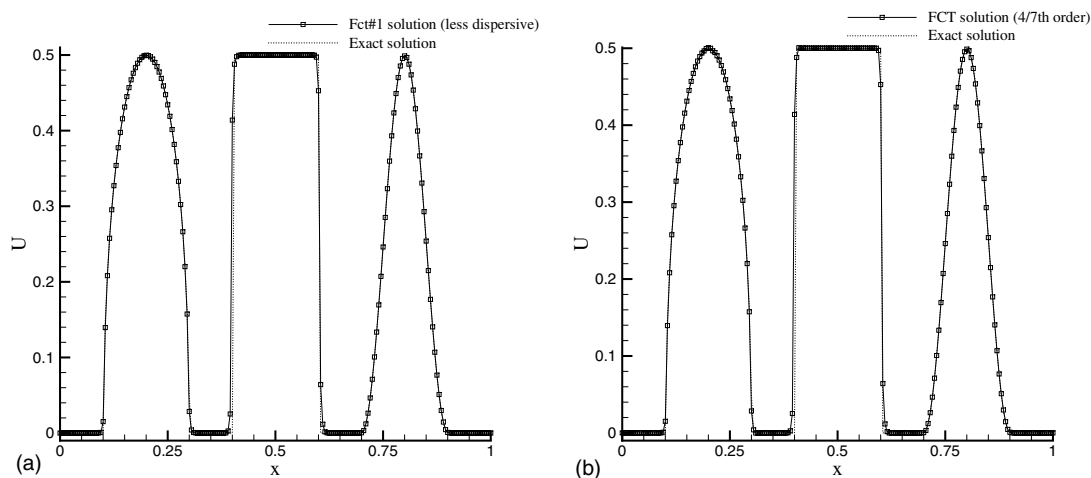 Fct#1 solution (less dispersive)
Exact solution
0.5
0.4
0.3
U
0.2
0.1
0
0
0.25
0.5
0.75
1
x
(a)
FCT solution (4/7th order)
Exact solution
0.5
0.4
0.3
U
0.2
0.1
0
0
0.25
0.5
0.75
1
x
(b)